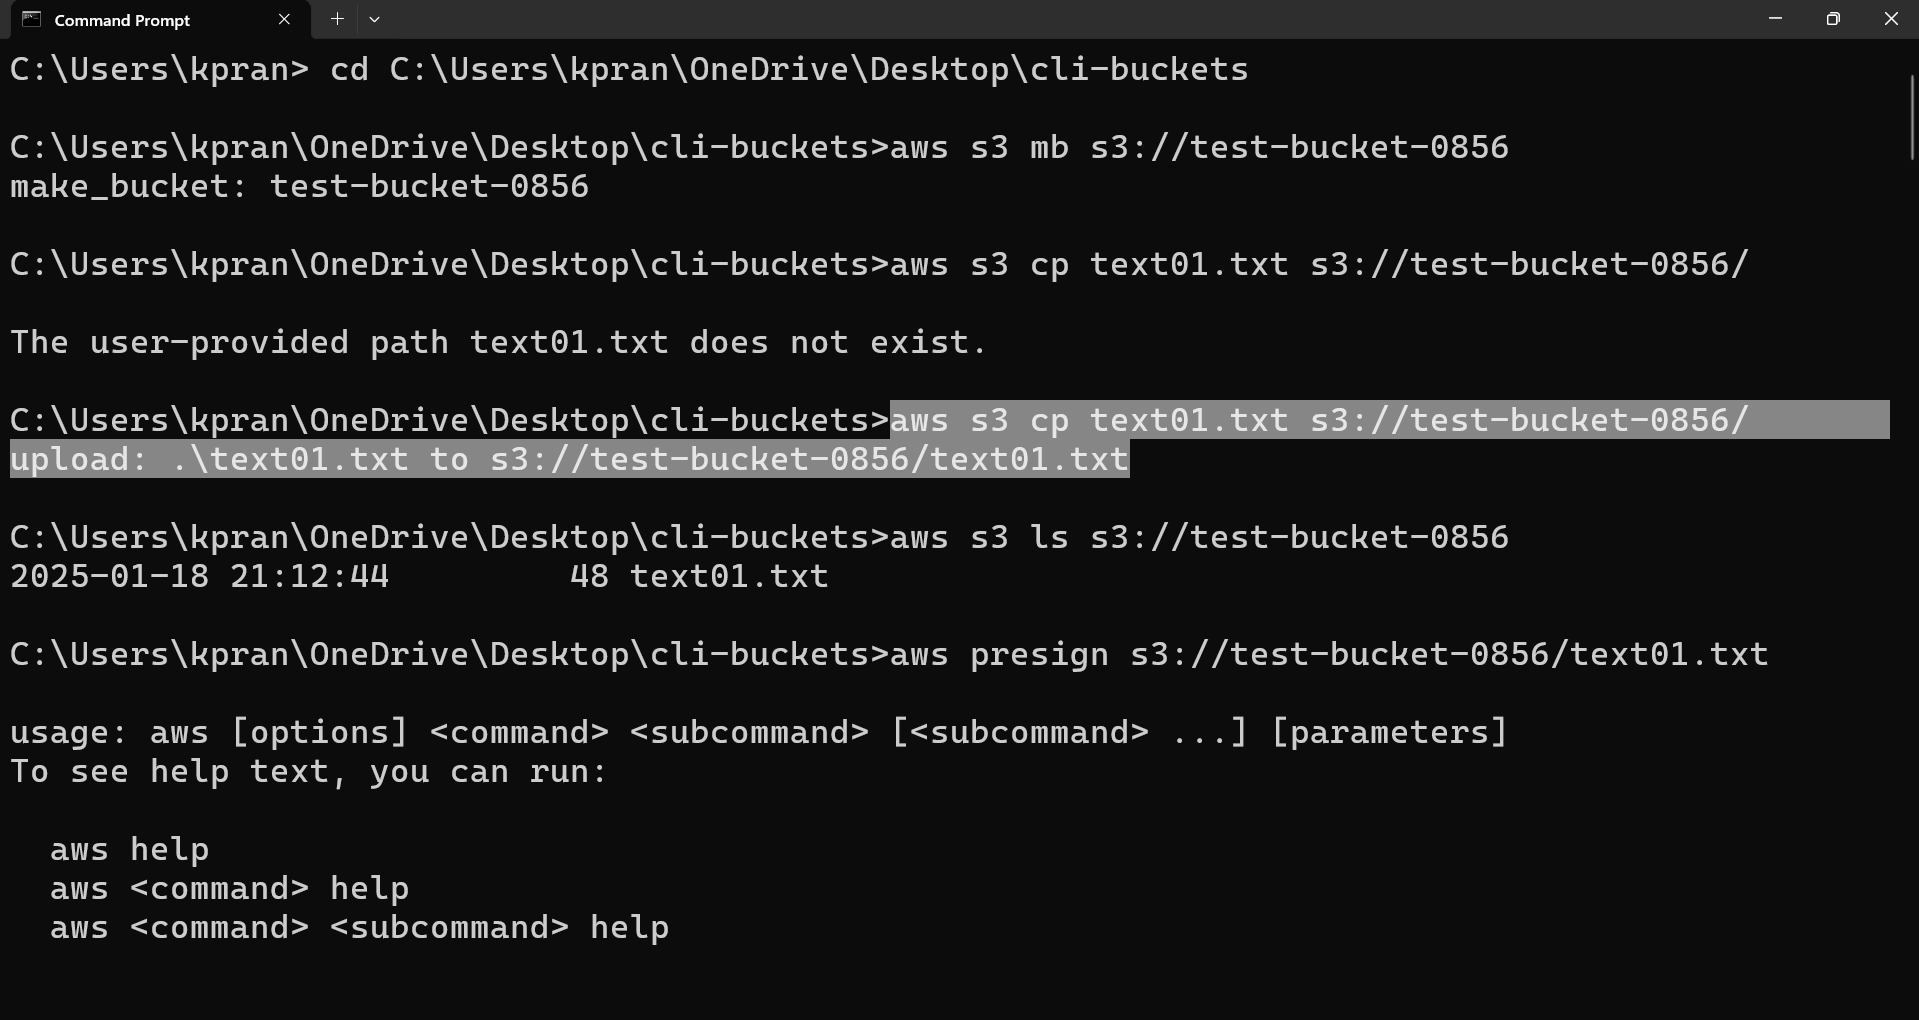 Command Prompt
C:\Users\kpran> cd C:\Users\kpran\OneDrive\Desktop\cli-buckets
C:\Users\kpran\OneDrive\Desktop\cli-buckets>aws s3 mb s3://test-bucket-0856
make_bucket: test-bucket-0856
C:\Users\kpran\OneDrive\Desktop\cli-buckets>aws s3 cp text01.txt s3://test-bucket-0856/
The user-provided path text01.txt does not exist.
C:\Users\kpran\OneDrive\Desktop\cli-buckets>aws s3 cp text01.txt s3://test-bucket-0856/
upload: .\text01.txt to s3://test-bucket-0856/text01.txt
C:\Users\kpran\OneDrive\Desktop\cli-buckets>aws s3 ls s3://test-bucket-0856
2025-01-18 21:12:44         48 text01.txt
C:\Users\kpran\OneDrive\Desktop\cli-buckets>aws presign s3://test-bucket-0856/text01.txt
usage: aws [options] <command> <subcommand> [<subcommand> ...] [parameters]
To see help text, you can run:
  aws help
  aws <command> help
  aws <command> <subcommand> help